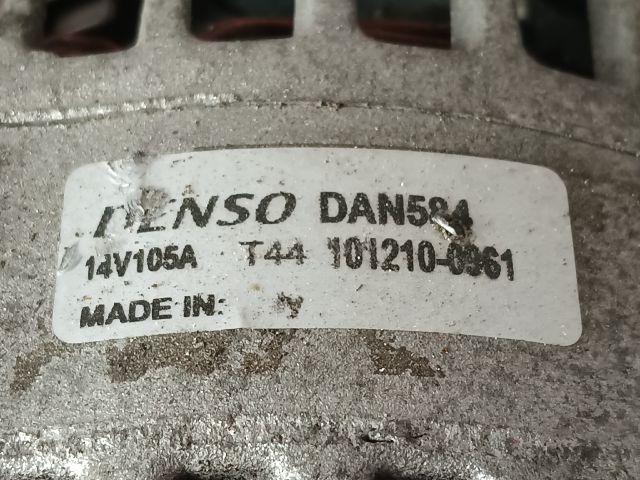 DENSO DAN584
14V105A T44 101210-0961
MADE IN: